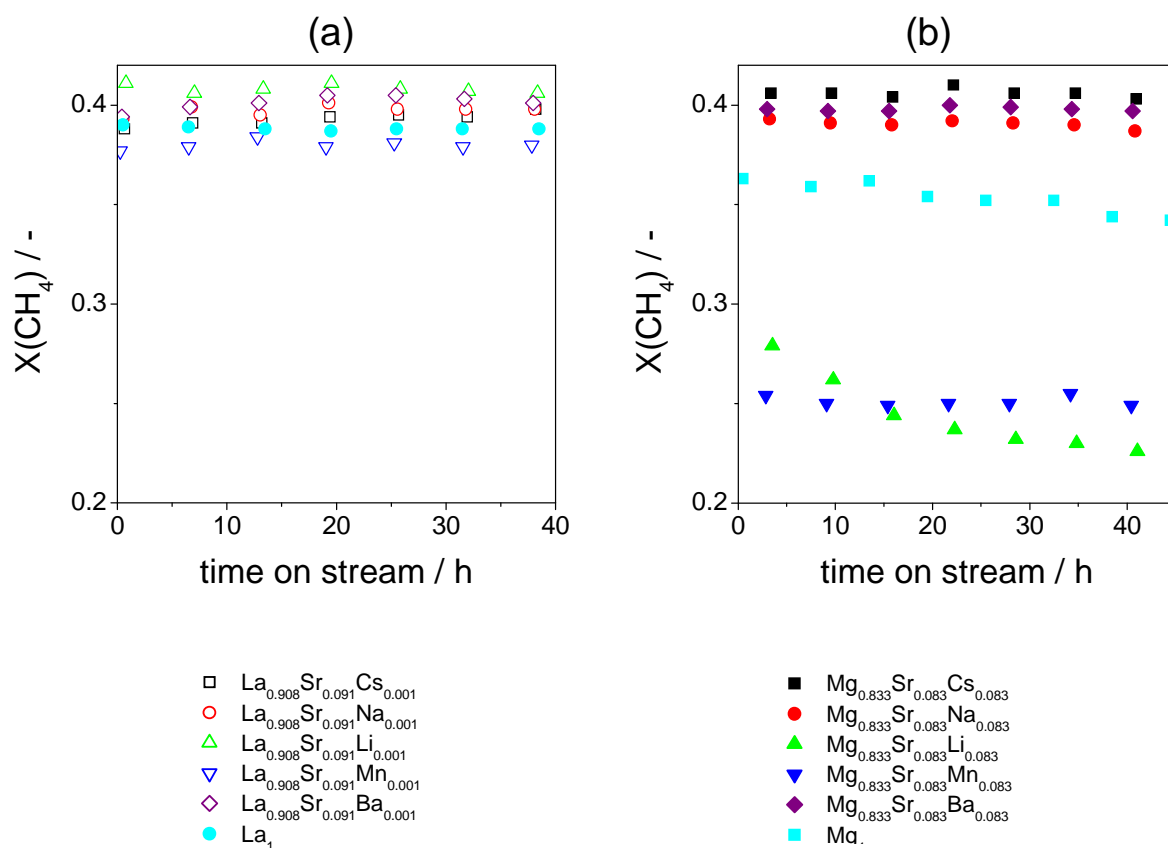 (a)
(b)
0.4
0.3
0.2
X(CH4) / -
0 10 20 30 40
time on stream / h
0.4
0.3
0.2
X(CH4) / -
0 10 20 30 40
time on stream / h
La0.908Sr0.091Cs0.001
La0.908Sr0.091Na0.001
La0.908Sr0.091Li0.001
La0.908Sr0.091Mn0.001
La0.908Sr0.091Ba0.001
La1
Mg0.833Sr0.083Cs0.083
Mg0.833Sr0.083Na0.083
Mg0.833Sr0.083Li0.083
Mg0.833Sr0.083Mn0.083
Mg0.833Sr0.083Ba0.083
Mg